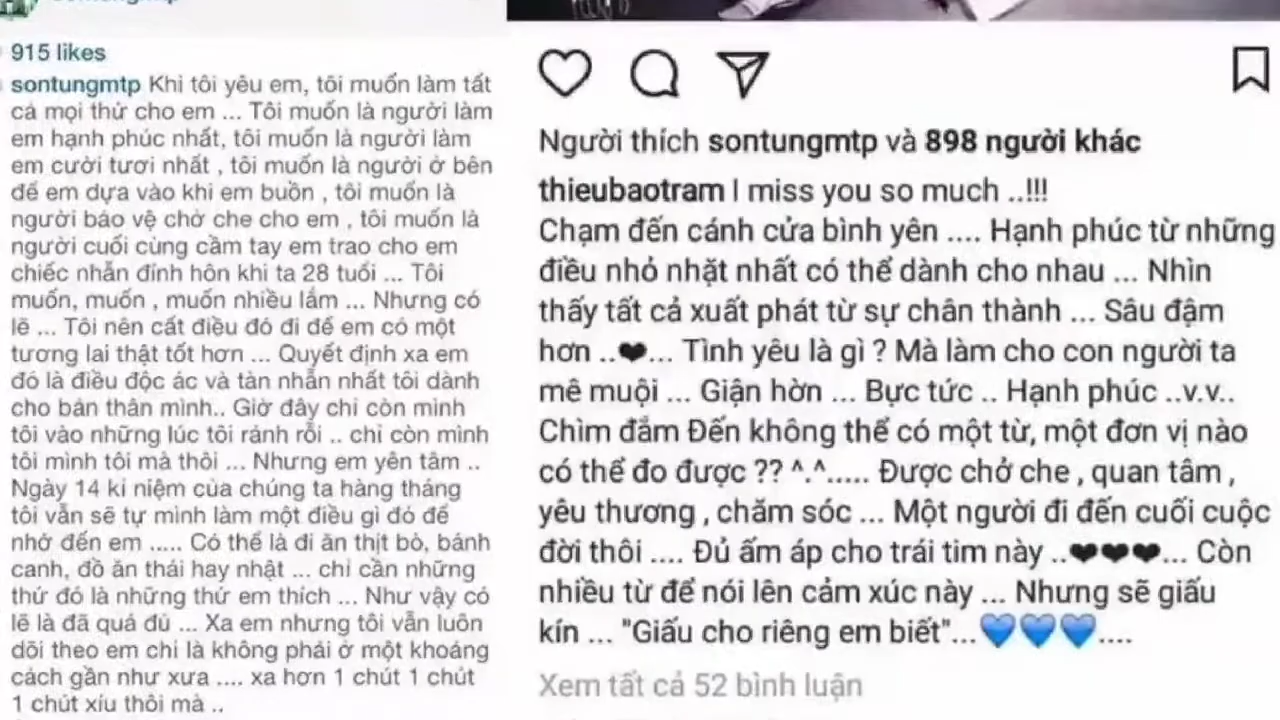 915 likes
sontungmtp Khi tôi yêu em, tôi muốn làm tất
cả mọi thứ cho em ... Tôi muốn là người làm
em hạnh phúc nhất, tôi muốn là người làm
em cười tươi nhất , tôi muốn là người ở bên
để em dựa vào khi em buồn , tôi muốn là
người bảo vệ chở che cho em , tôi muốn là
người cuối cùng cầm tay em trao cho em
chiếc nhẫn đính hôn khi ta 28 tuổi ... Tôi
muốn, muốn , muốn nhiều lắm ... Nhưng có
lẽ ... Tôi nên cất điều đó đi để em có một
tương lai thật tốt hơn ... Quyết định xa em
đó là điều độc ác và tàn nhẫn nhất tôi dành
cho bản thân mình.. Giờ đây chỉ còn mình
tôi vào những lúc tôi rảnh rỗi .. chỉ còn mình
tôi mình tôi mà thôi ... Nhưng em yên tâm ..
Ngày 14 kỉ niệm của chúng ta hàng tháng
tôi vẫn sẽ tự mình làm một điều gì đó để
nhớ đến em ..... Có thể là đi ăn thịt bò, bánh
canh, đồ ăn thái hay nhật ... chỉ cần những
thứ đó là những thứ em thích ... Như vậy có
lẽ là đã quá đủ ... Xa em nhưng tôi vẫn luôn
dõi theo em chỉ là không phải ở một khoảng
cách gần như xưa .... xa hơn 1 chút 1 chút
1 chút xíu thôi mà ..
Người thích sontungmtp và 898 người khác
thieubaotram I miss you so much ..!!!
Chạm đến cánh cửa bình yên .... Hạnh phúc từ những
điều nhỏ nhặt nhất có thể dành cho nhau ... Nhìn
thấy tất cả xuất phát từ sự chân thành ... Sâu đậm
hơn ..❤... Tình yêu là gì ? Mà làm cho con người ta
mê muội ... Giận hờn ... Bực tức .. Hạnh phúc ..v.v..
Chìm đắm Đến không thể có một từ, một đơn vị nào
có thể đo được ?? ^.^..... Được chở che , quan tâm ,
yêu thương , chăm sóc ... Một người đi đến cuối cuộc
đời thôi .... Đủ ấm áp cho trái tim này ..❤❤❤... Còn
nhiều từ để nói lên cảm xúc này ... Nhưng sẽ giấu
kín ... "Giấu cho riêng em biết"...💙💙💙....
Xem tất cả 52 bình luận